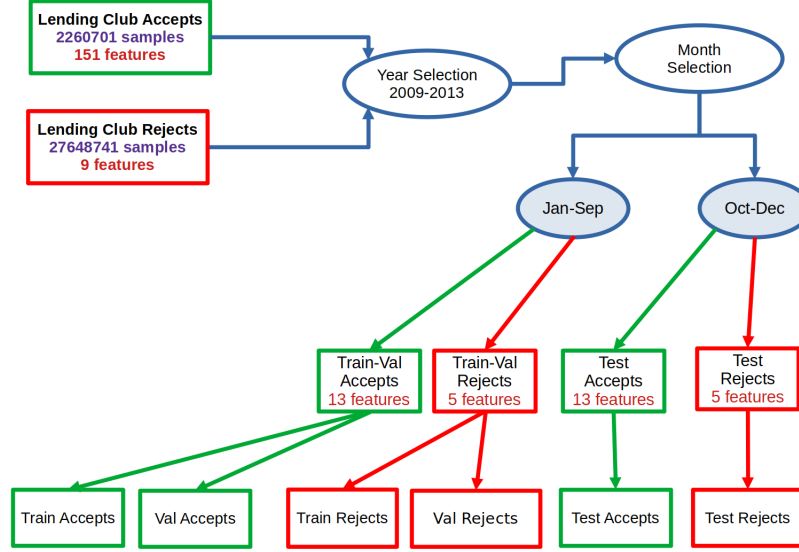 Lending Club Accepts
2260701 samples
151 features
Year Selection
2009-2013
Month
Selection
Lending Club Rejects
27648741 samples
9 features
Jan-Sep
Oct-Dec
Train-Val
Accepts
13 features
Train-Val
Rejects
5 features
Test
Accepts
13 features
Test
Rejects
5 features
Train Accepts
Val Accepts
Train Rejects
Val Rejects
Test Accepts
Test Rejects